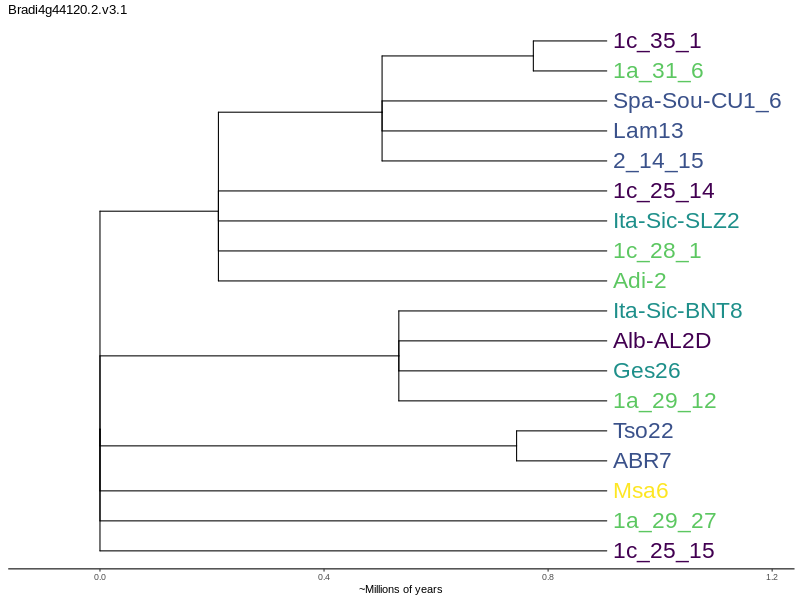 Bradi4g44120.2.v3.1
1c_35_1
1a_31_6
Spa-Sou-CU1_6
Lam13
2_14_15
1c_25_14
Ita-Sic-SLZ2
1c_28_1
Adi-2
Ita-Sic-BNT8
Alb-AL2D
Ges26
1a_29_12
Tso22
ABR7
Msa6
1a_29_27
1c_25_15
0.0 0.4 0.8 1.2
~Millions of years